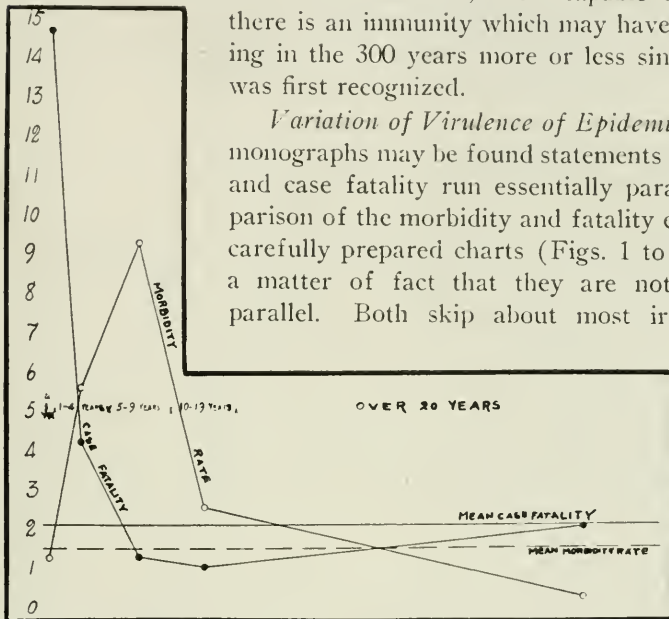 there is an immunity which may have
ing in the 300 years more or less sin
was first recognized.
Variation of Virulence of Epidemi
monographs may be found statements
and case fatality run essentially para
parison of the morbidity and fatality c
carefully prepared charts (Figs. 1 to
a matter of fact that they are not
parallel. Both skip about most ir
15
14
13
12
11
10
9
8
7
6
5
4
3
2
1
0
1-4 YEARS 5-9 YEARS 10-19 YEARS
OVER 20 YEARS
MORBIDITY RATE
CASE FATALITY
MEAN CASE FATALITY
MEAN MORBIDITY RATE